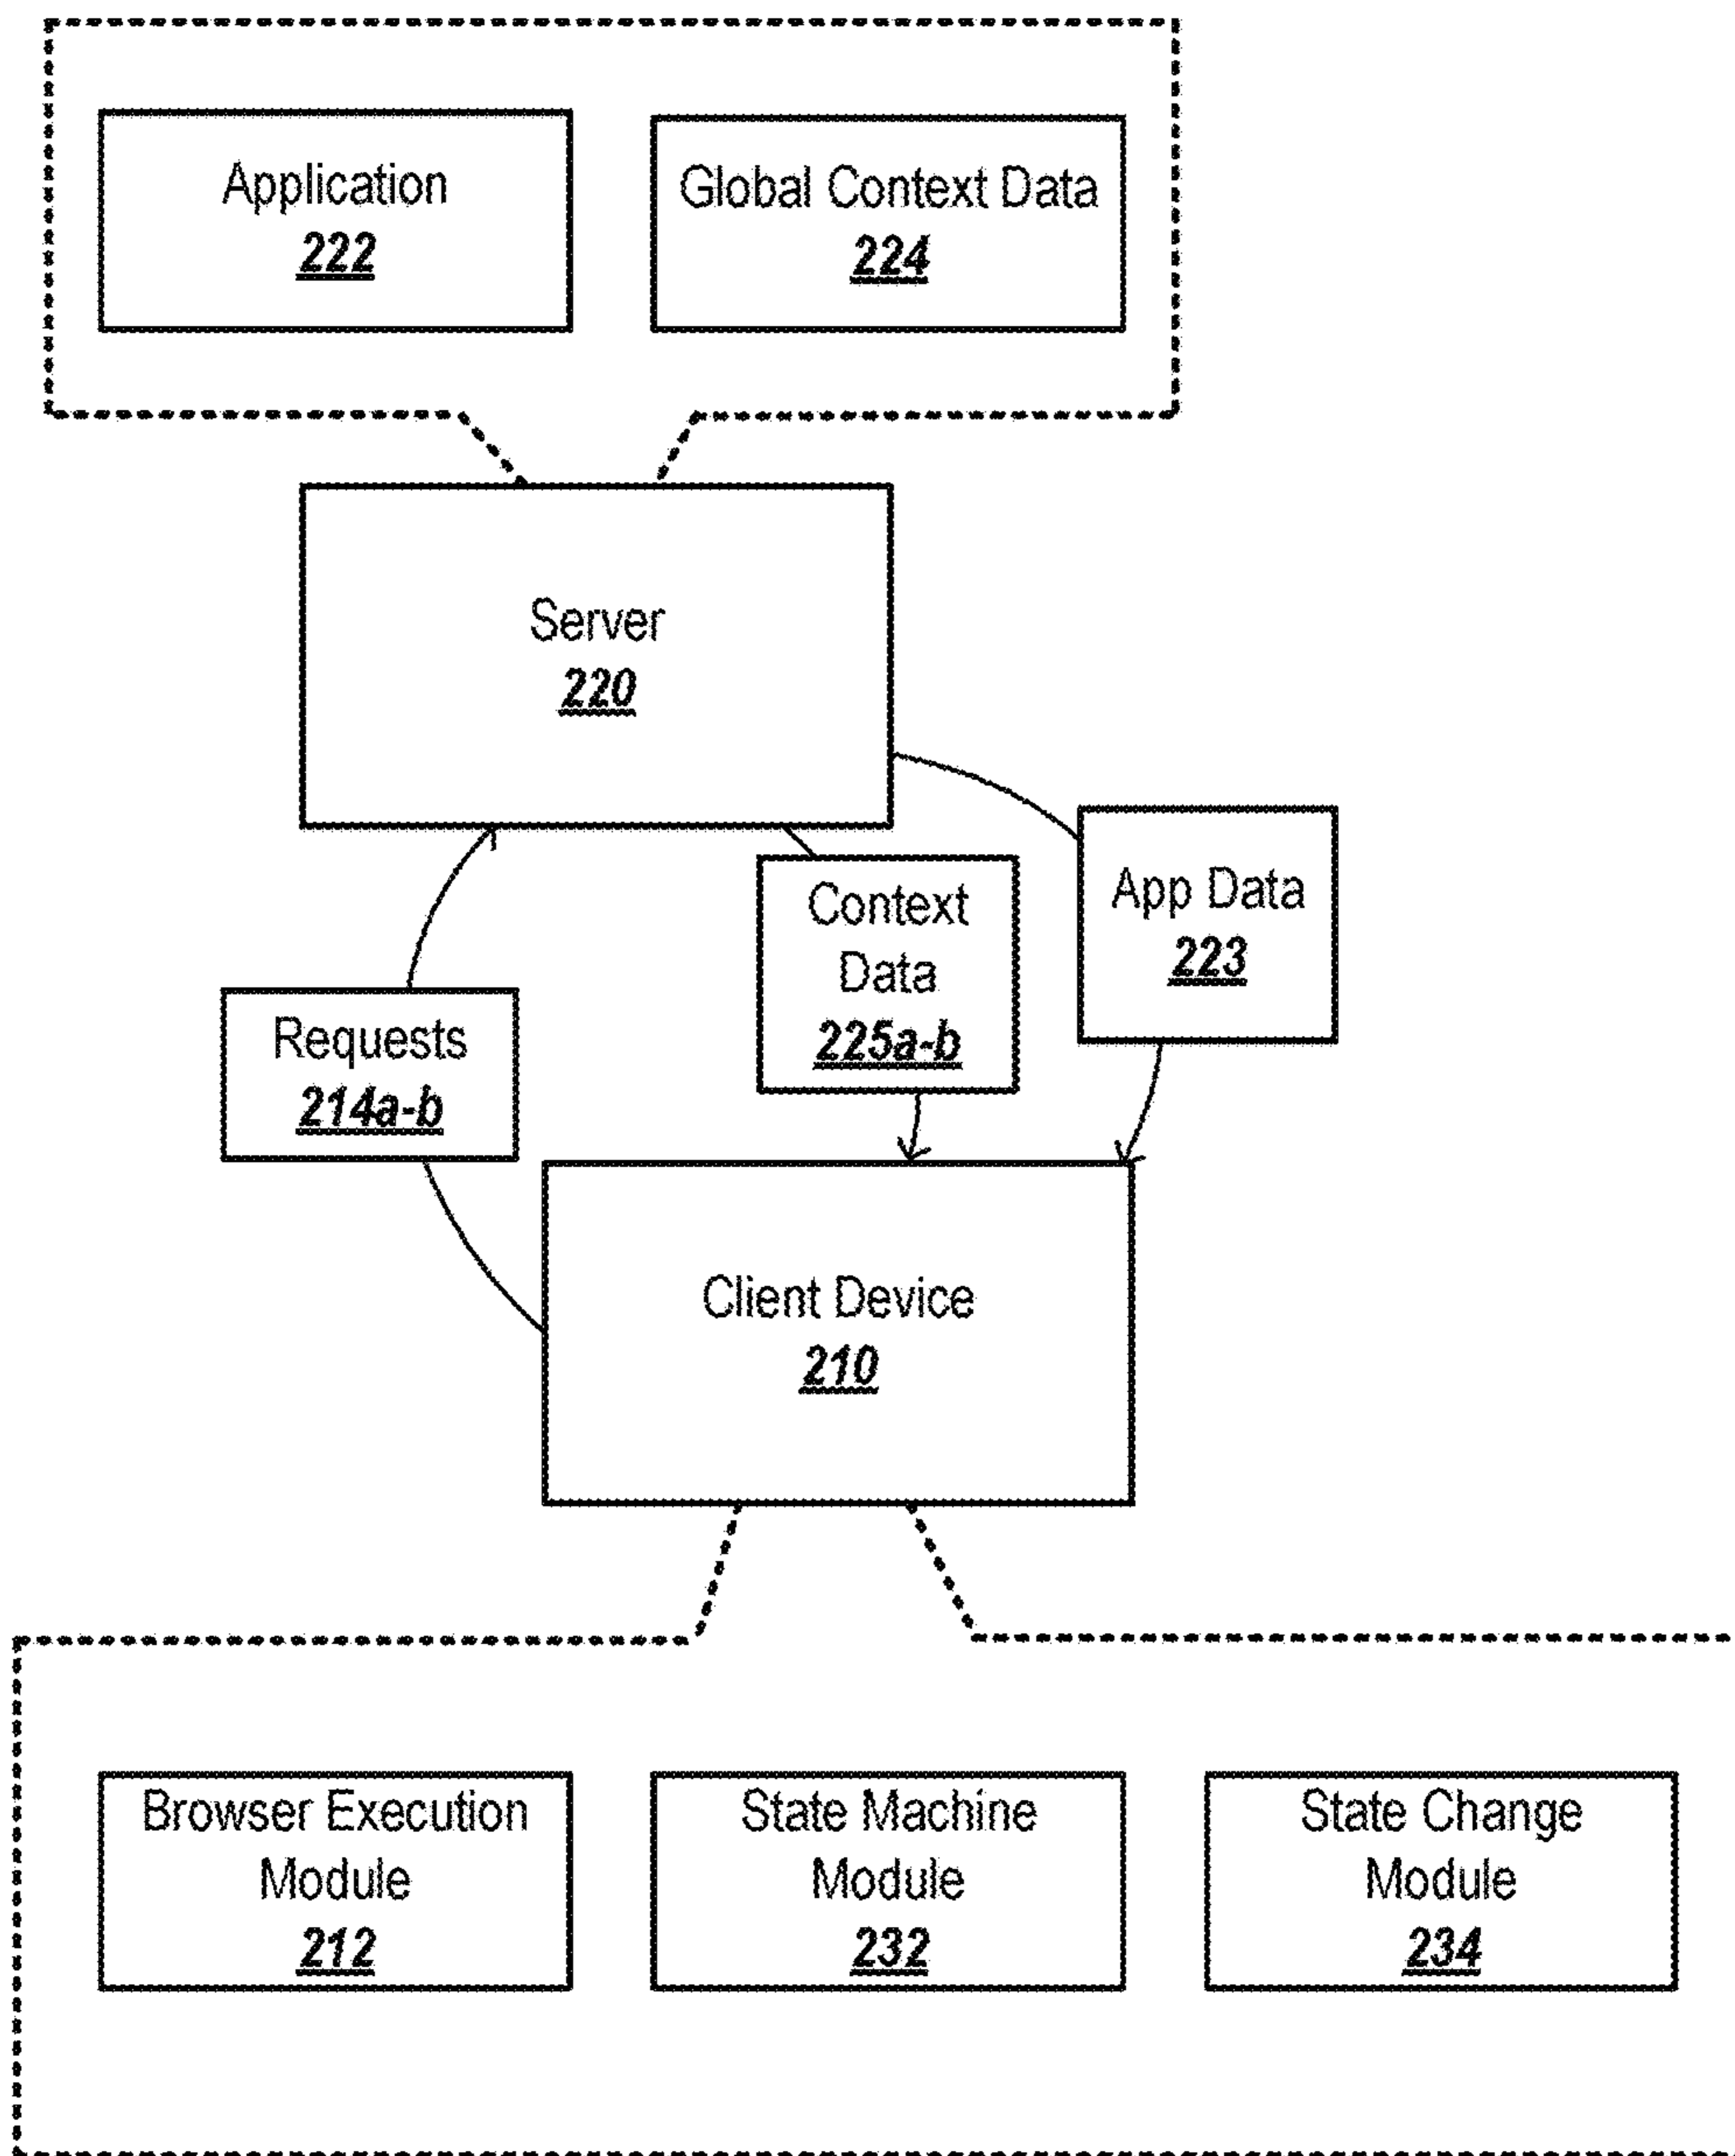 Application
222
Global Context Data
224
Server
220
App Data
223
Context
Data
225a-b
Requests
214a-b
Client Device
210
Browser Execution
Module
212
State Machine
Module
232
State Change
Module
234